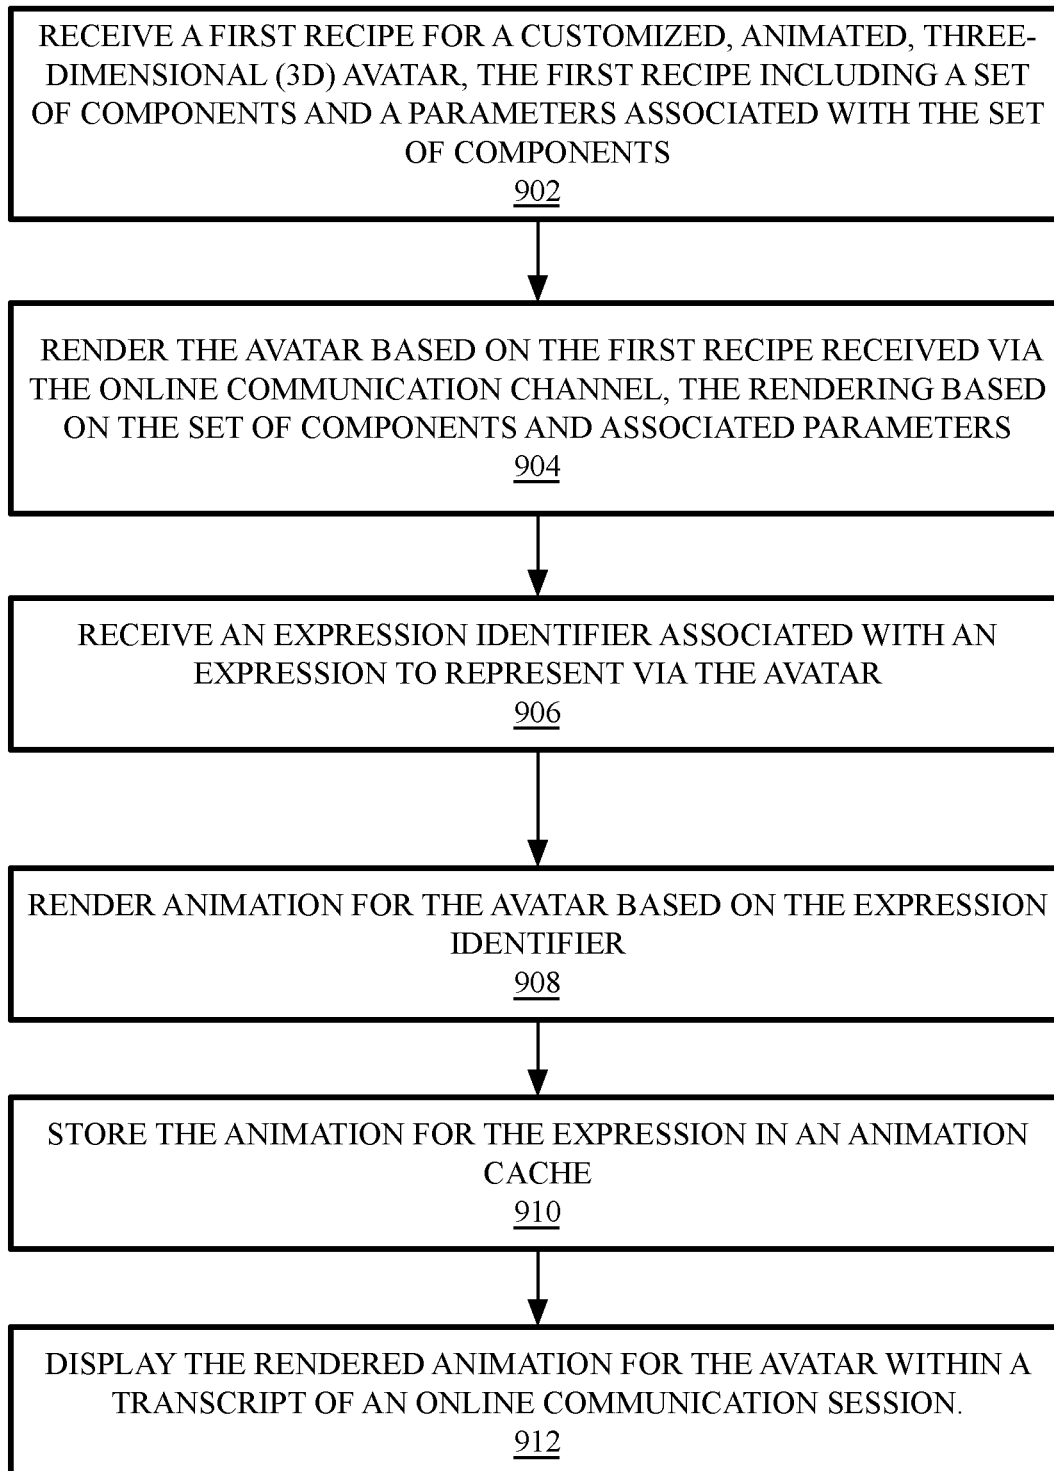 RECEIVE A FIRST RECIPE FOR A CUSTOMIZED, ANIMATED, THREE-
DIMENSIONAL (3D) AVATAR, THE FIRST RECIPE INCLUDING A SET
OF COMPONENTS AND A PARAMETERS ASSOCIATED WITH THE SET
OF COMPONENTS
902
RENDER THE AVATAR BASED ON THE FIRST RECIPE RECEIVED VIA
THE ONLINE COMMUNICATION CHANNEL, THE RENDERING BASED
ON THE SET OF COMPONENTS AND ASSOCIATED PARAMETERS
904
RECEIVE AN EXPRESSION IDENTIFIER ASSOCIATED WITH AN
EXPRESSION TO REPRESENT VIA THE AVATAR
906
RENDER ANIMATION FOR THE AVATAR BASED ON THE EXPRESSION
IDENTIFIER
908
STORE THE ANIMATION FOR THE EXPRESSION IN AN ANIMATION
CACHE
910
DISPLAY THE RENDERED ANIMATION FOR THE AVATAR WITHIN A
TRANSCRIPT OF AN ONLINE COMMUNICATION SESSION.
912